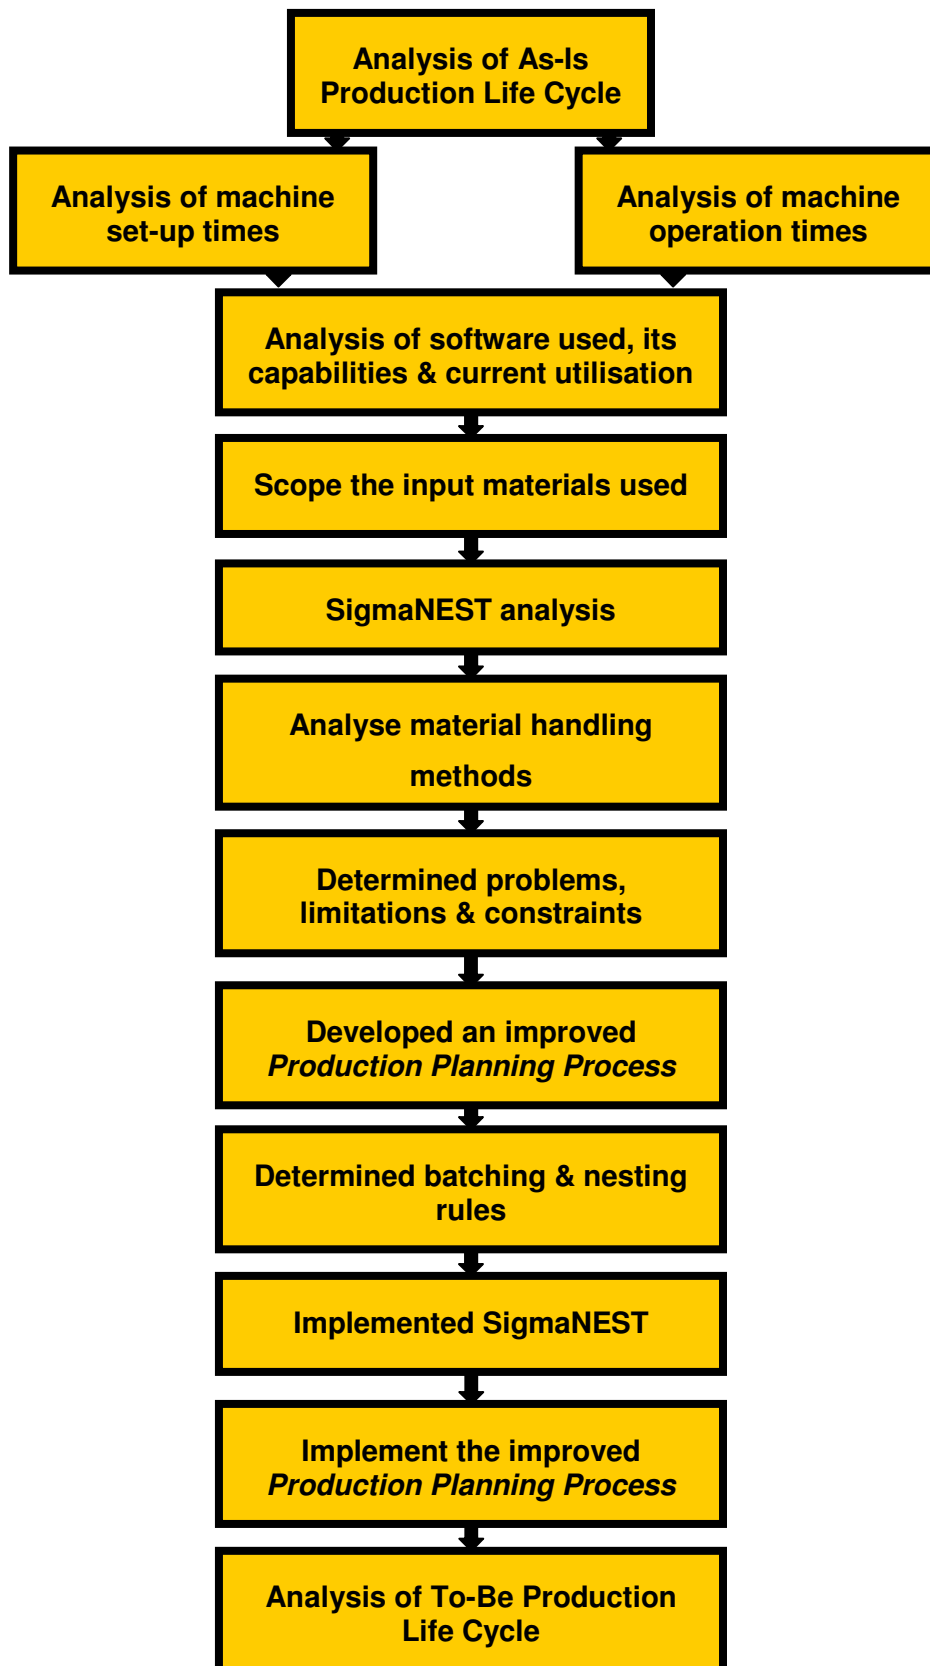 Analysis of As-Is
Production Life Cycle
Analysis of machine
set-up times
Analysis of machine
operation times
Analysis of software used, its
capabilities & current utilisation
Scope the input materials used
SigmaNEST analysis
Analyse material handling
methods
Determined problems,
limitations & constraints
Developed an improved
Production Planning Process
Determined batching & nesting
rules
Implemented SigmaNEST
Implement the improved
Production Planning Process
Analysis of To-Be Production
Life Cycle